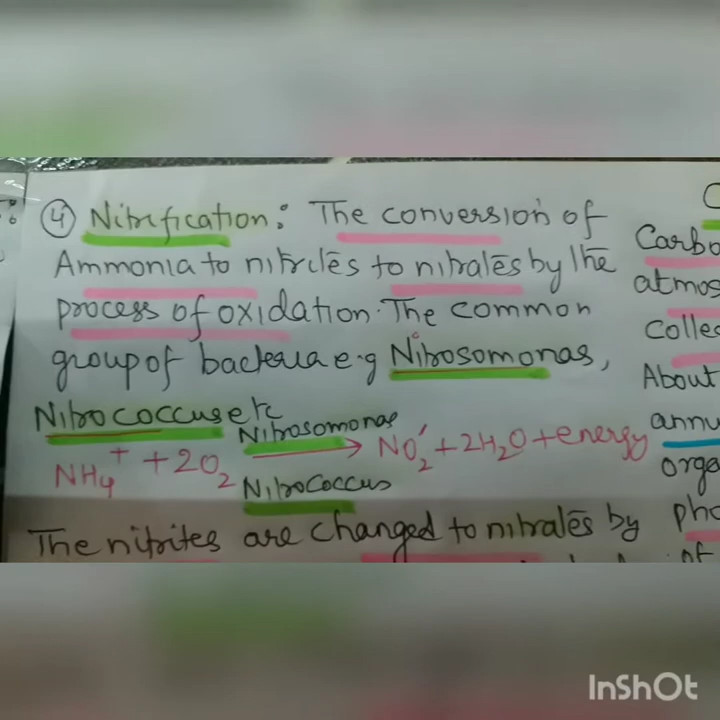 ④ Nitrification: The conversion of
Ammonia to nitrites to nitrates by the
process of oxidation. The common
group of bacteria e.g Nitrosomonas,
Nitrococcus etc
Nitrosomonas
NH₄⁺ + 2O₂ → NO₂' + 2H₂O + energy
Nitrococcus
The nitrites are changed to nitrates by
C
Carbo
atmos
collec
About
annu
orga
pho
of
InShOt